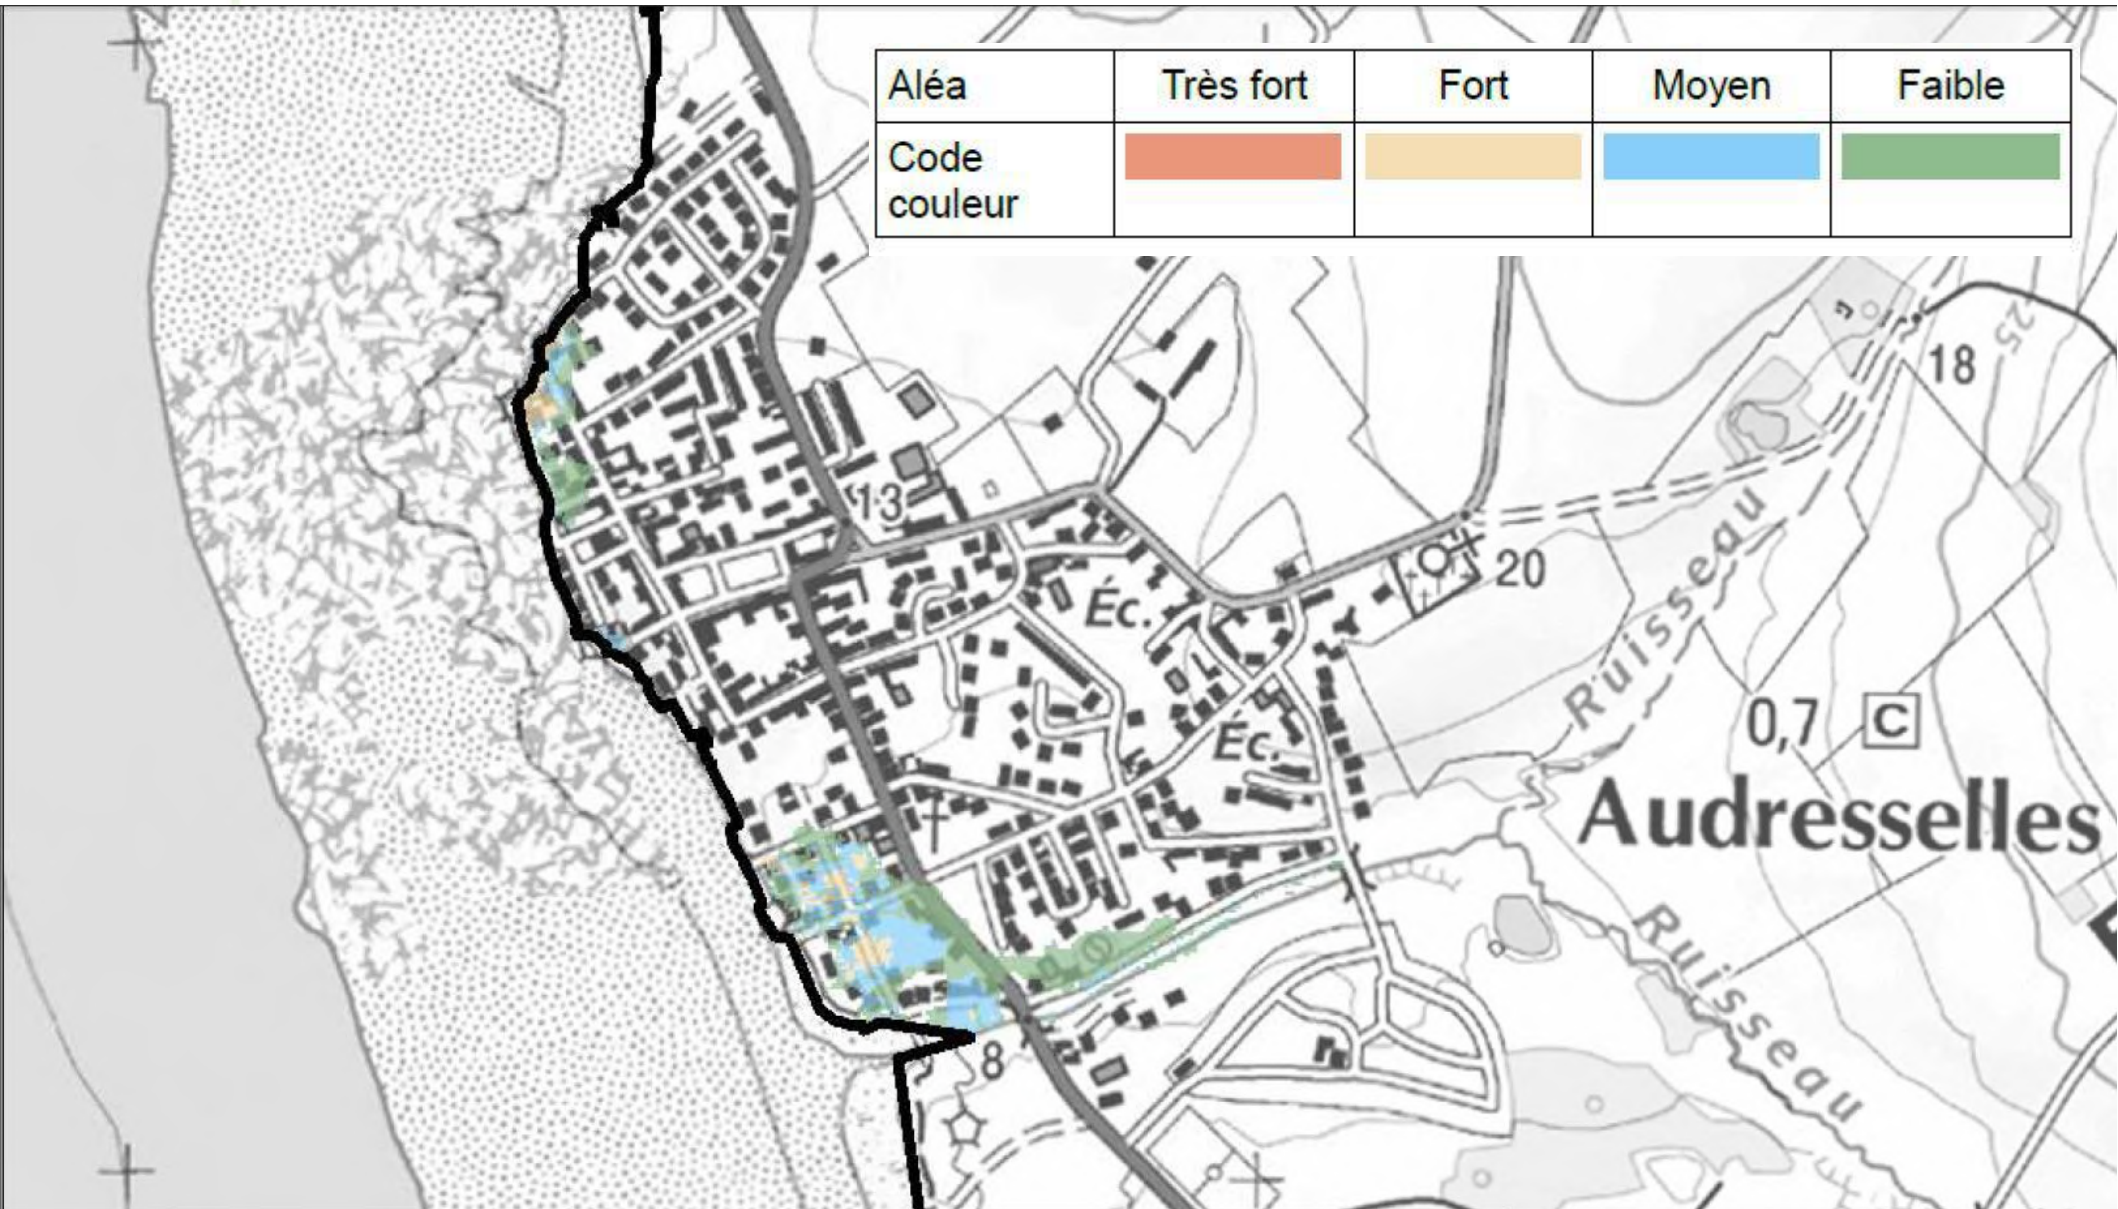 Aléa Très fort Fort Moyen Faible
Code
couleur
25
18
13
20
Éc.
Ruisseau
0,7 C
Éc.
Audresselles
Ruisseau
8